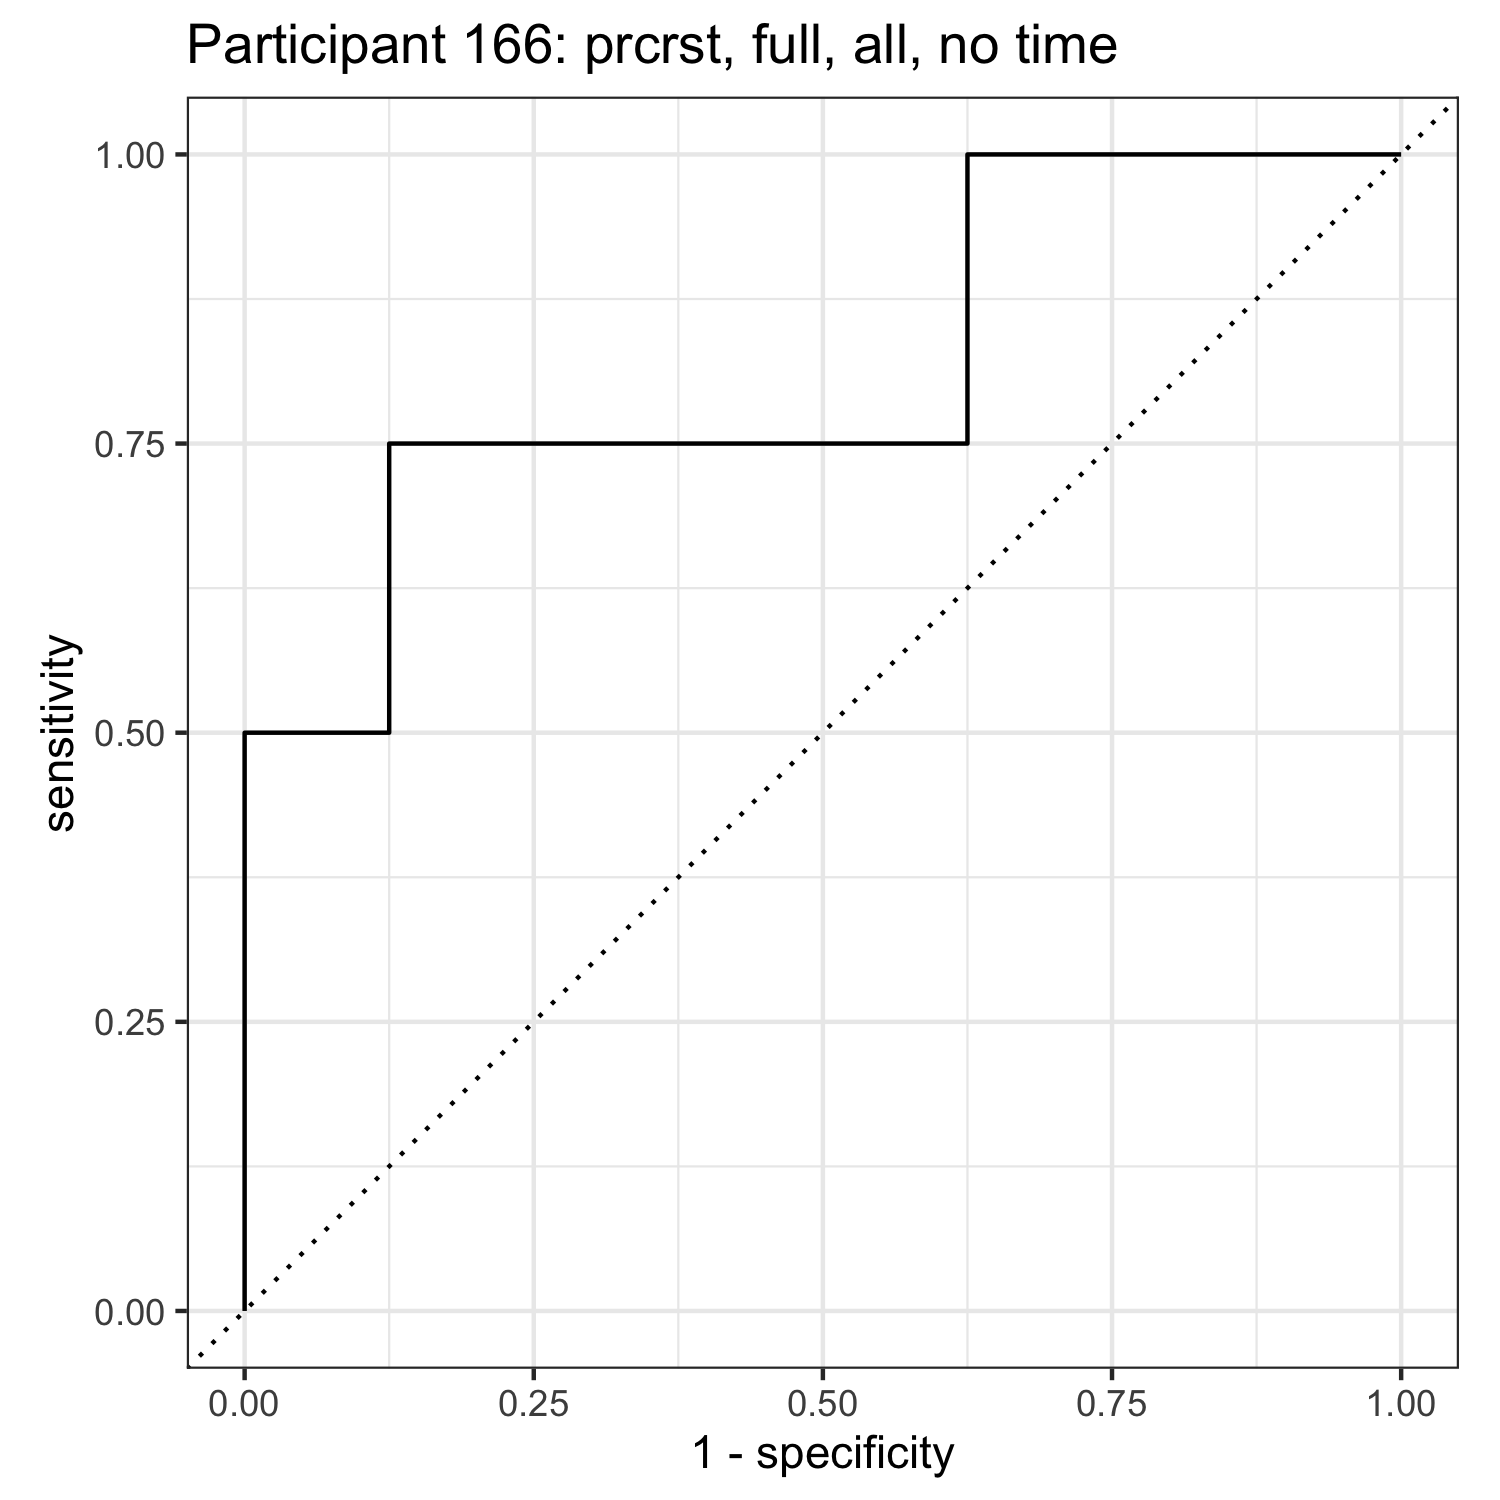 Participant 166: prcrst, full, all, no time
1.00
0.75
0.50
0.25
0.00
sensitivity
0.00 0.25 0.50 0.75 1.00
1 - specificity